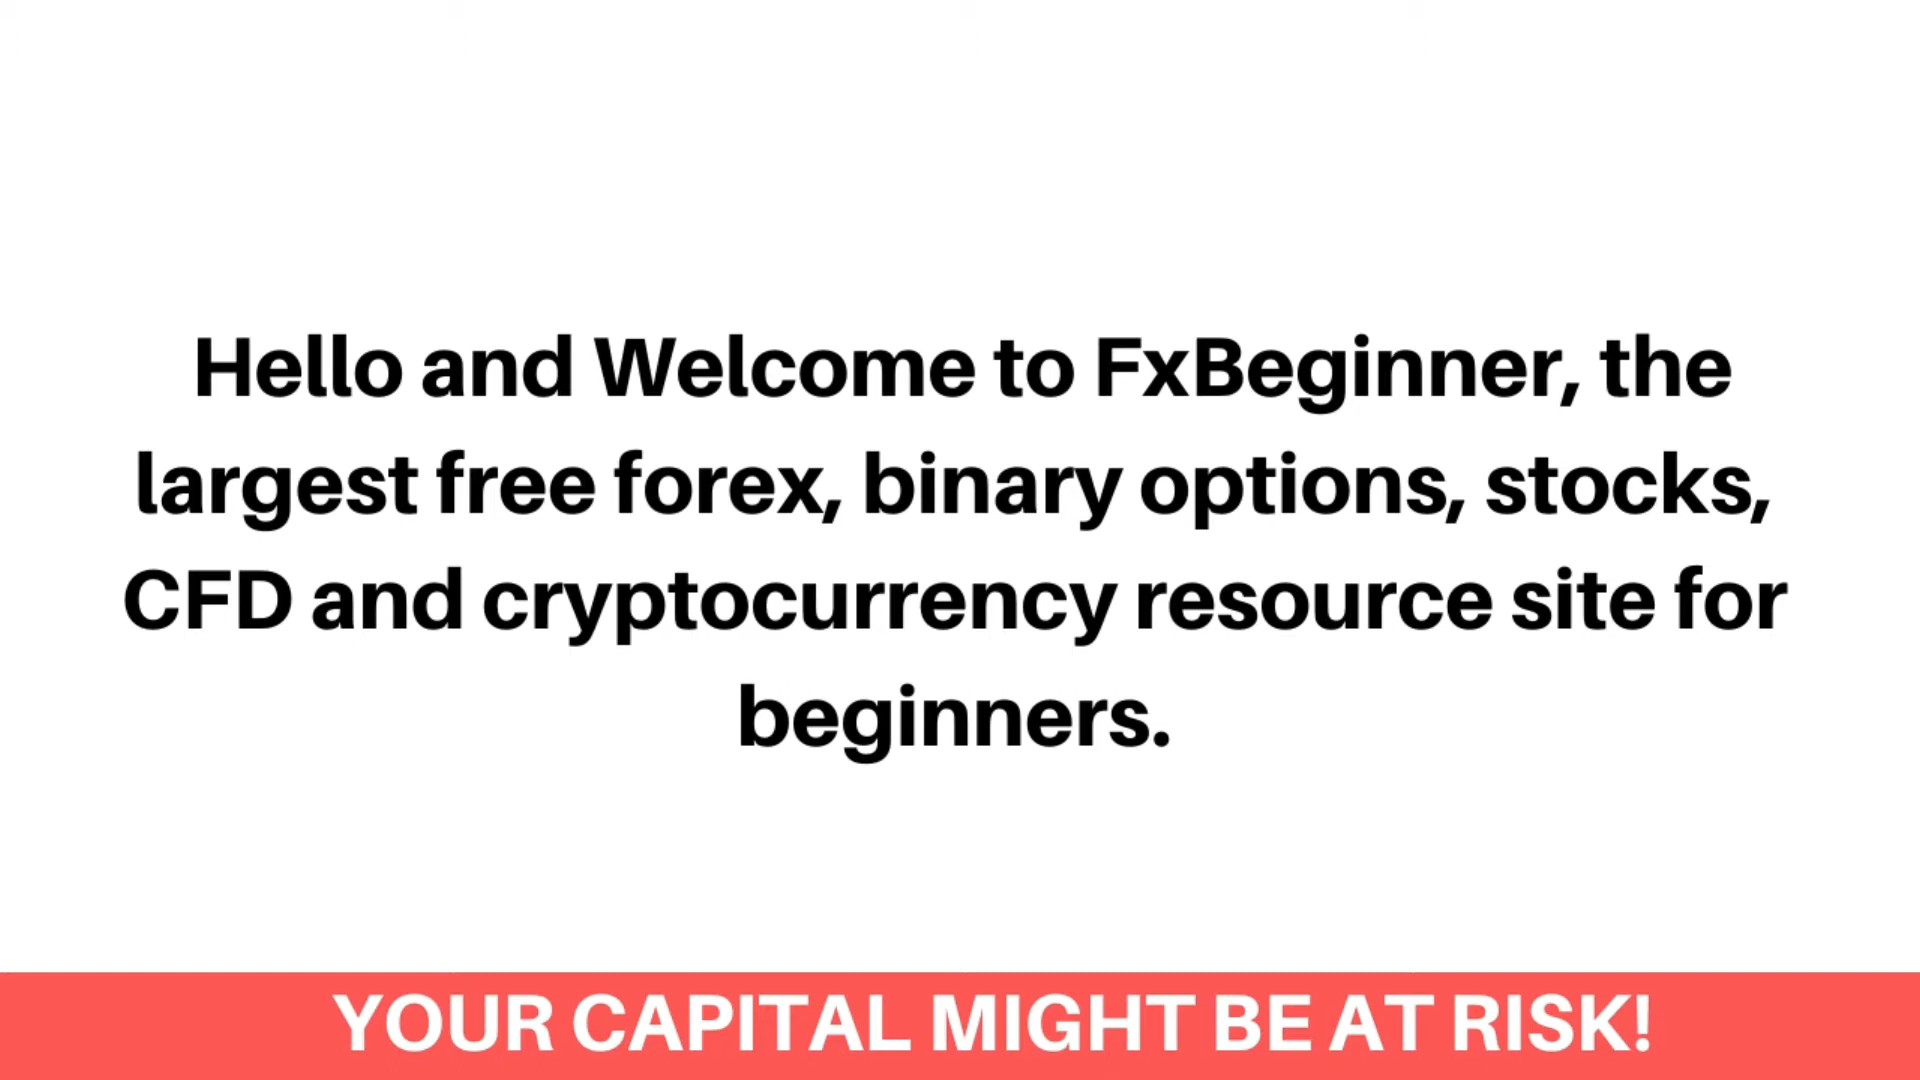 Hello and Welcome to FxBeginner, the
largest free forex, binary options, stocks,
CFD and cryptocurrency resource site for
beginners.
YOUR CAPITAL MIGHT BE AT RISK!